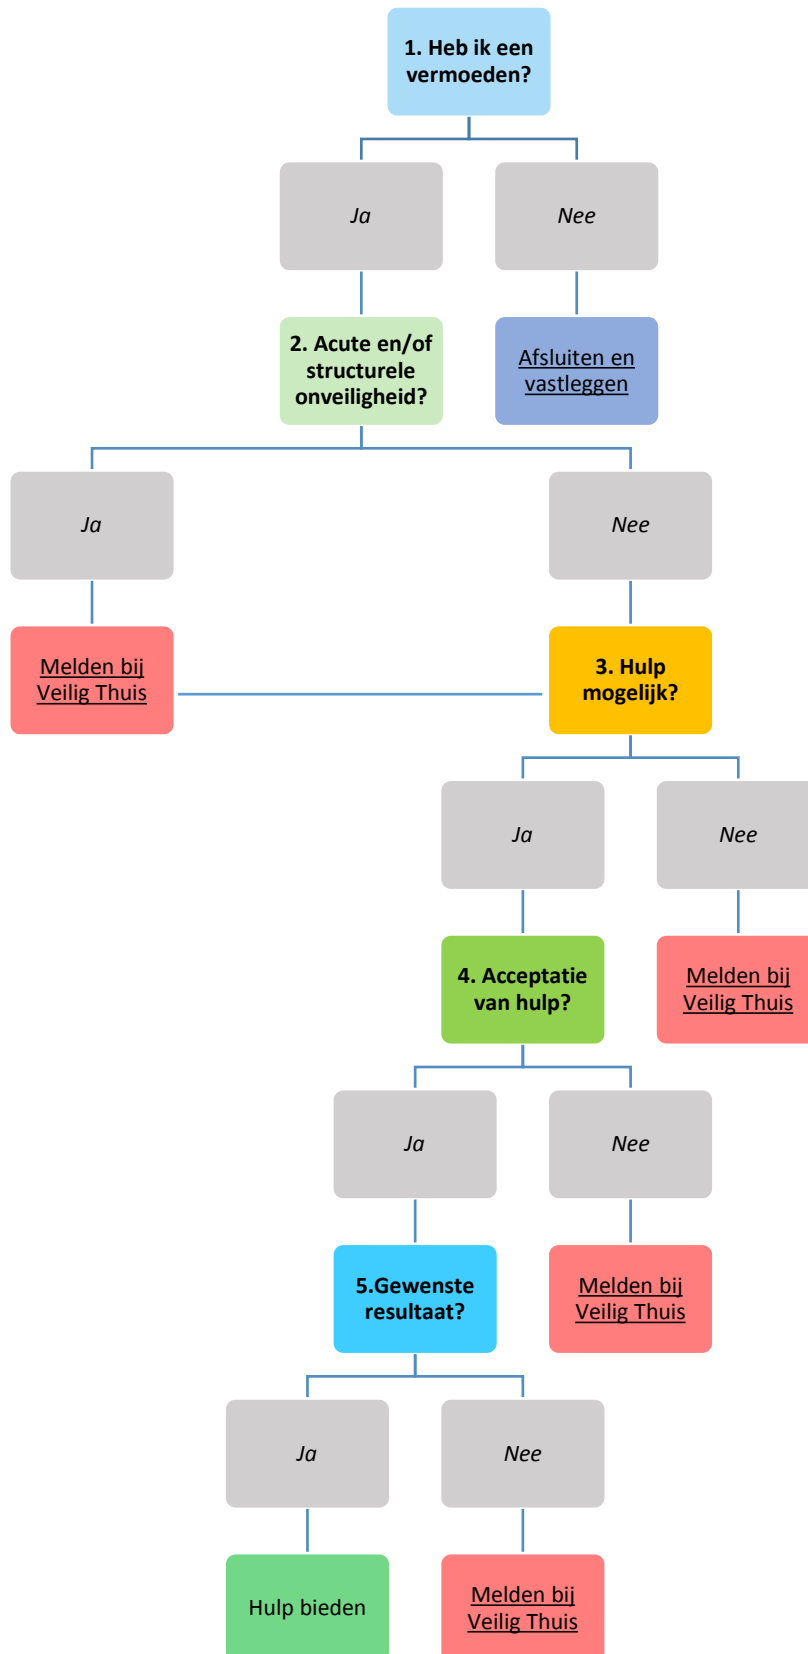 1. Heb ik een
vermoeden?
Ja
Nee
2. Acute en/of
structurele
onveiligheid?
Afsluiten en
vastleggen
Ja
Nee
Melden bij
Veilig Thuis
3. Hulp
mogelijk?
Ja
Nee
4. Acceptatie
van hulp?
Melden bij
Veilig Thuis
Ja
Nee
5.Gewenste
resultaat?
Melden bij
Veilig Thuis
Ja
Nee
Hulp bieden
Melden bij
Veilig Thuis